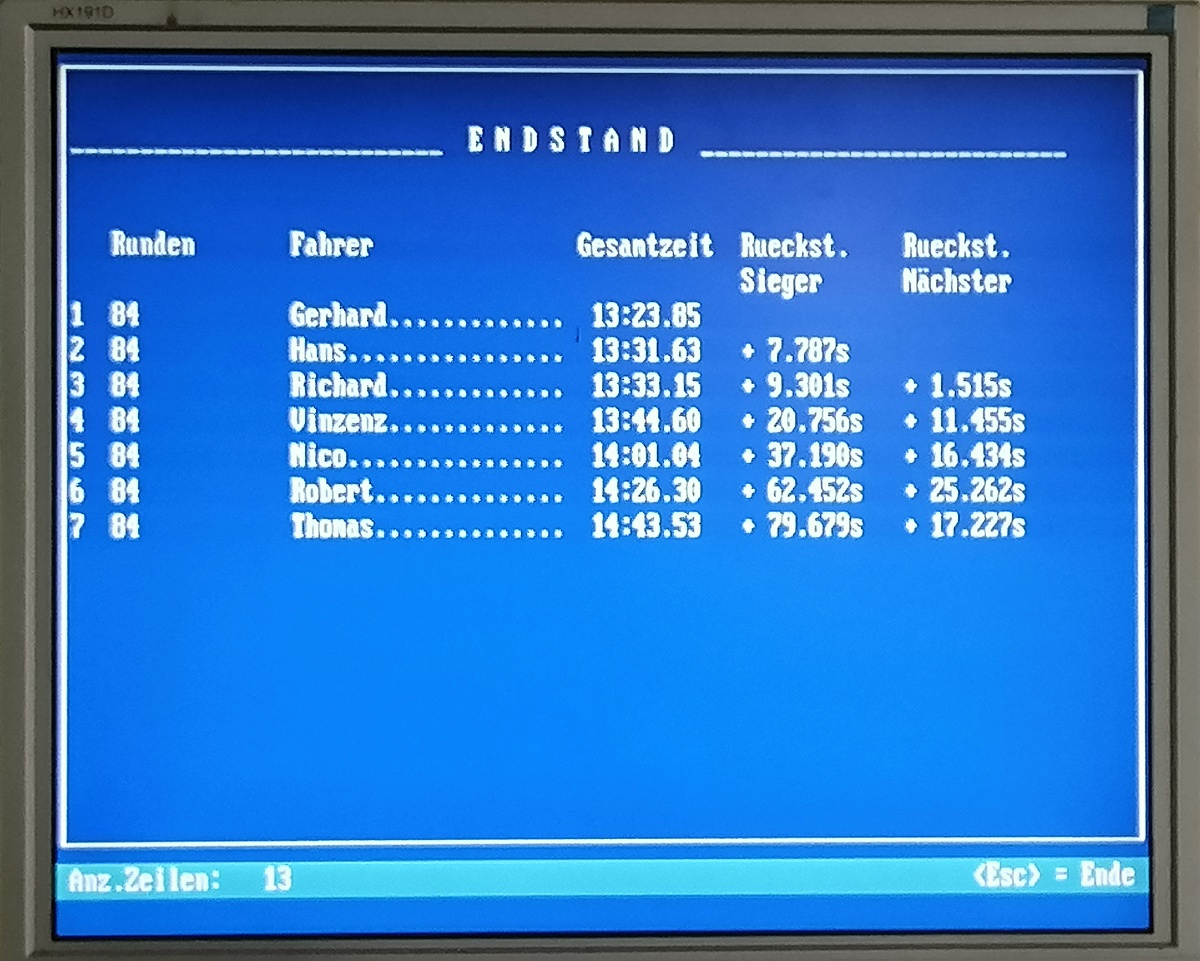 HX191D
ENDSTAND
Runden Fahrer Gesamtzeit Rueckst. Rueckst.
Sieger Nächster
1 84 Gerhard............. 13:23.85
2 84 Hans................ 13:31.63 + 7.787s
3 84 Richard............. 13:33.15 + 9.301s + 1.515s
4 84 Vinzenz............. 13:44.60 + 20.756s + 11.455s
5 84 Nico................ 14:01.04 + 37.190s + 16.434s
6 84 Robert.............. 14:26.30 + 62.452s + 25.262s
7 84 Thomas.............. 14:43.53 + 79.679s + 17.227s
Anz.Zeilen: 13 <Esc> = Ende